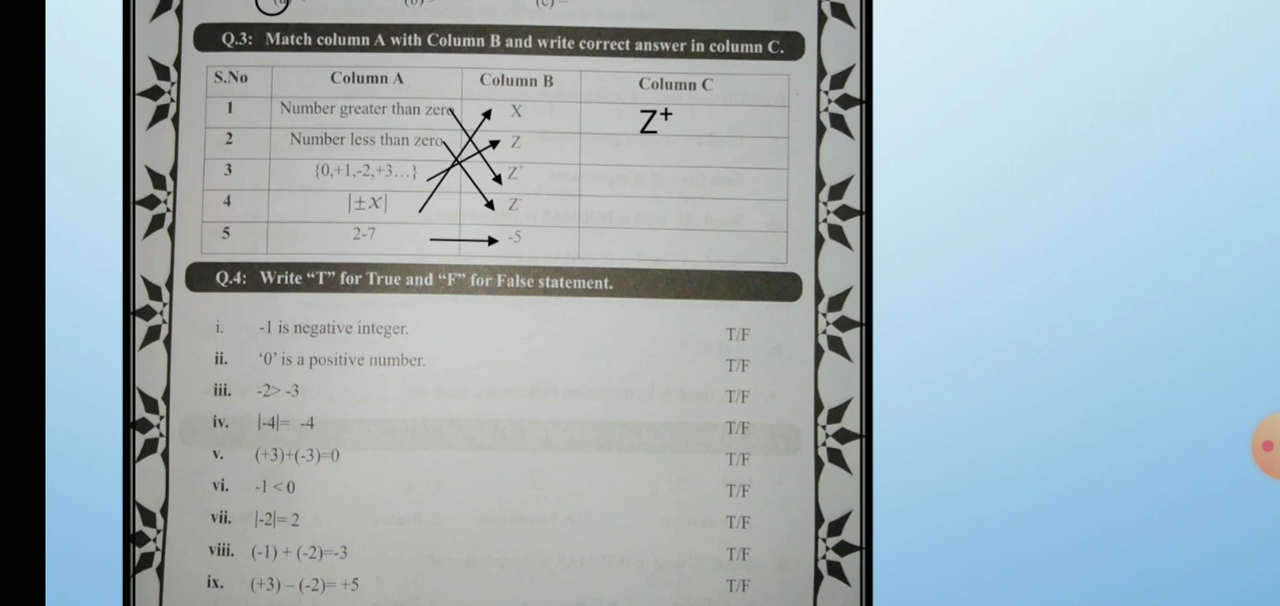 (a) (b) (c)
Q.3: Match column A with Column B and write correct answer in column C.
S.No Column A Column B Column C
1 Number greater than zero X Z⁺
2 Number less than zero Z
3 {0,+1,-2,+3...} Z⁺
4 |±x| Z⁻
5 2-7 -5
Q.4: Write “T” for True and “F” for False statement.
i. -1 is negative integer. T/F
ii. ‘0’ is a positive number. T/F
iii. -2> -3 T/F
iv. |-4|= -4 T/F
v. (+3)+(-3)=0 T/F
vi. -1 < 0 T/F
vii. |-2|= 2 T/F
viii. (-1) + (-2)=-3 T/F
ix. (+3) – (-2)= +5 T/F